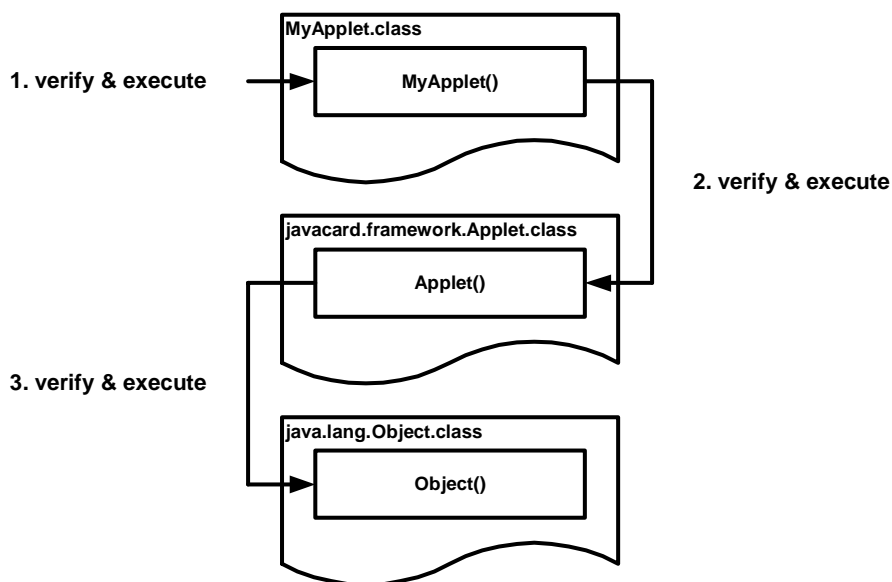 MyApplet.class
1. verify & execute
MyApplet()
2. verify & execute
javacard.framework.Applet.class
Applet()
3. verify & execute
java.lang.Object.class
Object()